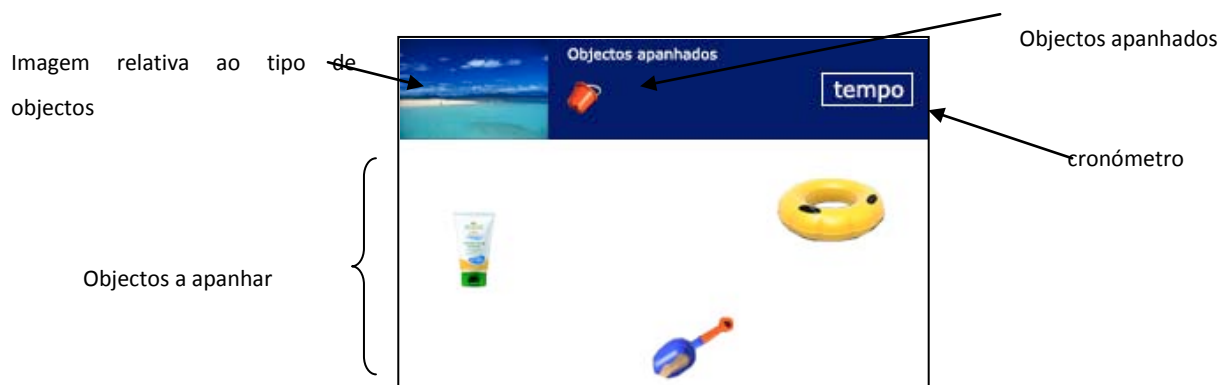 Imagem relativa ao tipo de
objectos
Objectos apanhados
tempo
Objectos apanhados
cronómetro
Objectos a apanhar